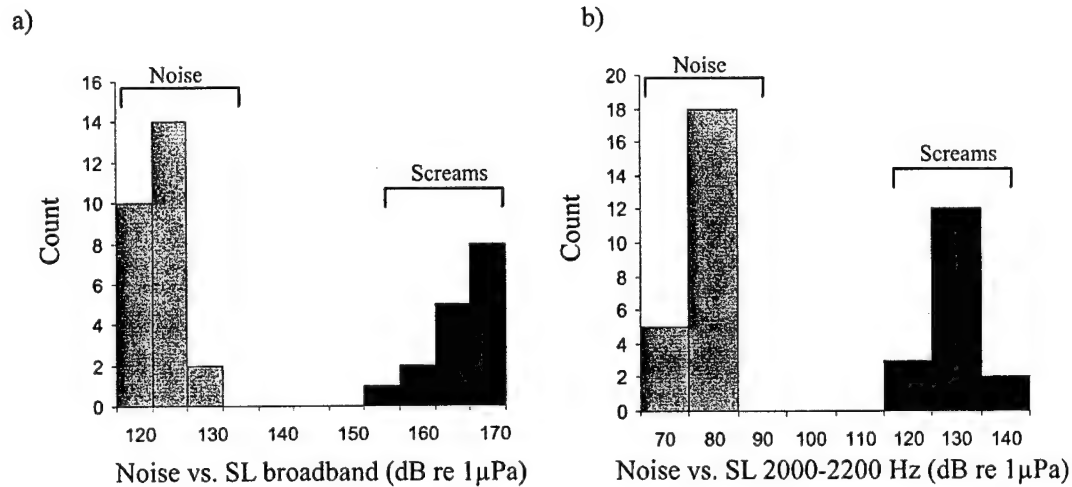 a)
Noise
Screams
Count
16
14
12
10
8
6
4
2
0
120 130 140 150 160 170
Noise vs. SL broadband (dB re 1µPa)
b)
Noise
Screams
Count
20
18
16
14
12
10
8
6
4
2
0
70 80 90 100 110 120 130 140
Noise vs. SL 2000-2200 Hz (dB re 1µPa)